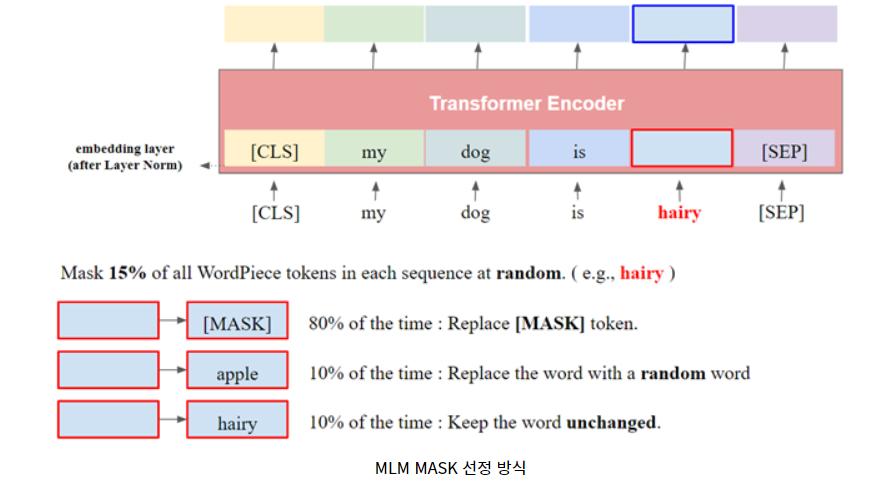 Transformer Encoder
embedding layer
(after Layer Norm)
[CLS] my dog is [SEP]
[CLS] my dog is hairy [SEP]
Mask 15% of all WordPiece tokens in each sequence at random. ( e.g., hairy )
[MASK] 80% of the time : Replace [MASK] token.
apple 10% of the time : Replace the word with a random word
hairy 10% of the time : Keep the word unchanged.
MLM MASK 선정 방식